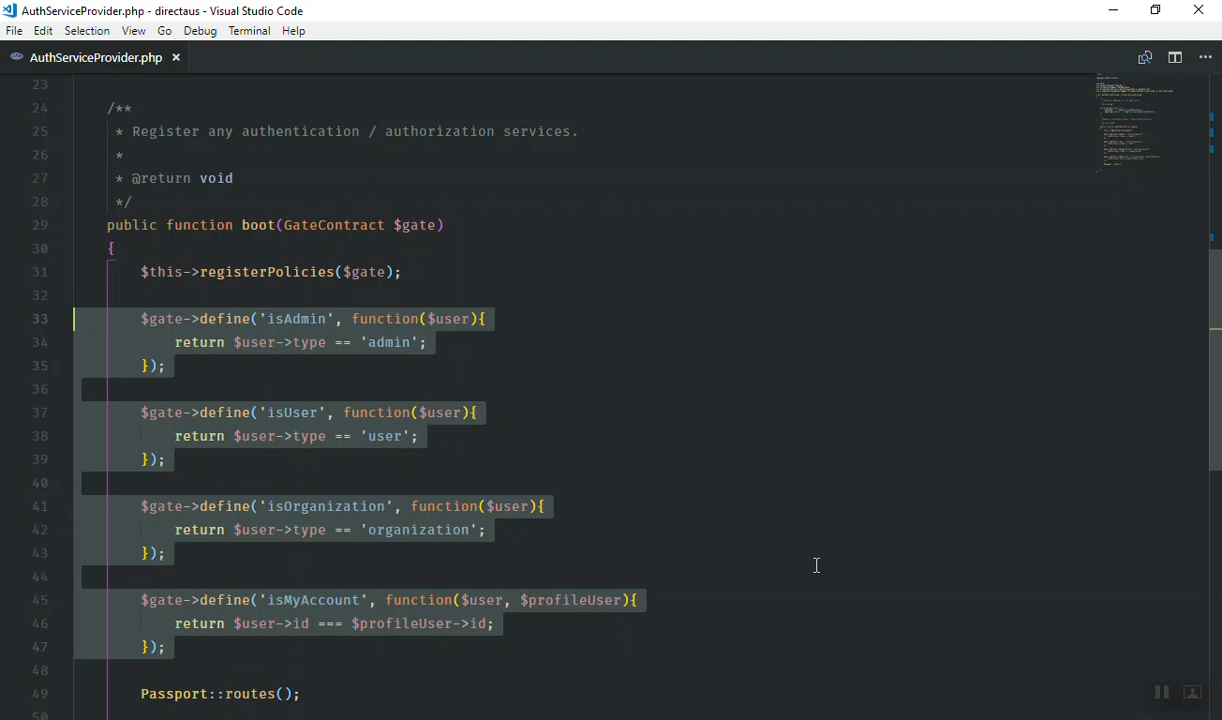 AuthServiceProvider.php - directaus - Visual Studio Code
File Edit Selection View Go Debug Terminal Help
AuthServiceProvider.php ×
23
24 /**
25 * Register any authentication / authorization services.
26 *
27 * @return void
28 */
29 public function boot(GateContract $gate)
30 {
31 $this->registerPolicies($gate);
32
33 $gate->define('isAdmin', function($user){
34 return $user->type == 'admin';
35 });
36
37 $gate->define('isUser', function($user){
38 return $user->type == 'user';
39 });
40
41 $gate->define('isOrganization', function($user){
42 return $user->type == 'organization';
43 });
44
45 $gate->define('isMyAccount', function($user, $profileUser){
46 return $user->id === $profileUser->id;
47 });
48
49 Passport::routes();
50